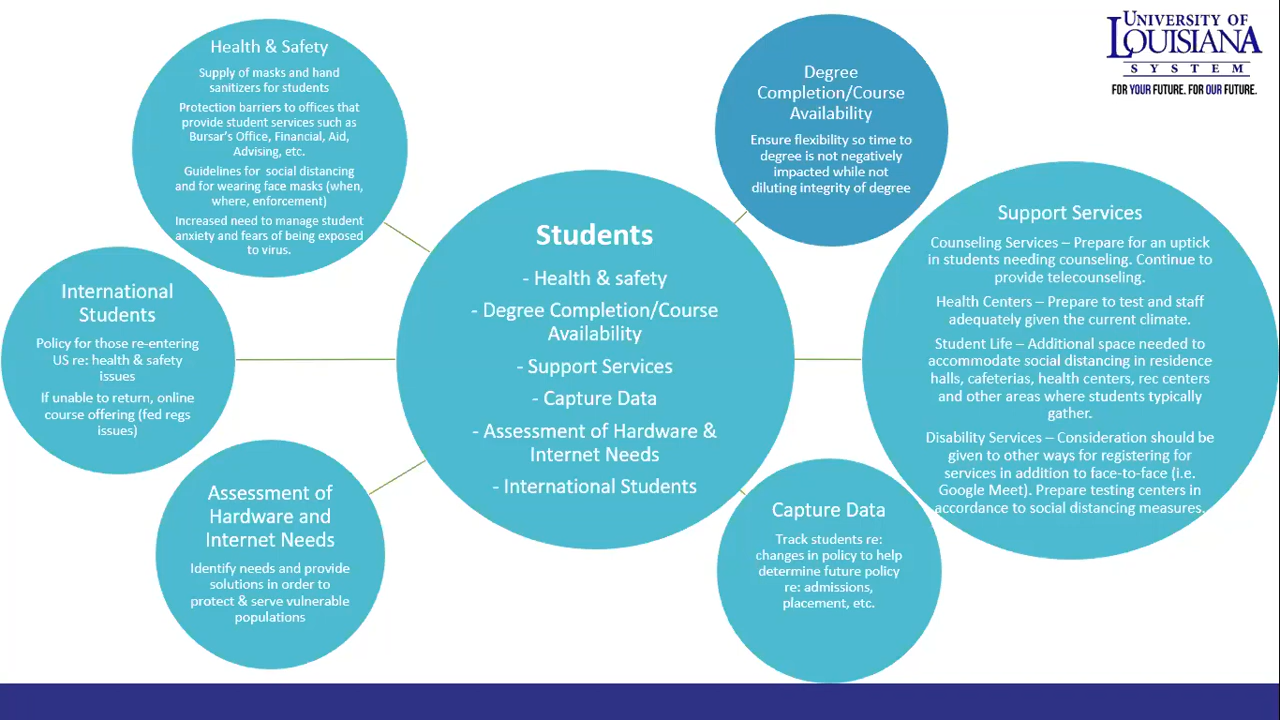 UNIVERSITY OF
LOUISIANA
SYSTEM
FOR YOUR FUTURE. FOR OUR FUTURE.
Health & Safety
Supply of masks and hand
sanitizers for students
Protection barriers to offices that
provide student services such as
Bursar's Office, Financial, Aid,
Advising, etc.
Guidelines for social distancing
and for wearing face masks (when,
where, enforcement)
Increased need to manage student
anxiety and fears of being exposed
to virus.
Degree
Completion/Course
Availability
Ensure flexibility so time to
degree is not negatively
impacted while not
diluting integrity of degree
Students
- Health & safety
- Degree Completion/Course
Availability
- Support Services
- Capture Data
- Assessment of Hardware &
Internet Needs
- International Students
Support Services
Counseling Services – Prepare for an uptick
in students needing counseling. Continue to
provide telecounseling.
Health Centers – Prepare to test and staff
adequately given the current climate.
Student Life – Additional space needed to
accommodate social distancing in residence
halls, cafeterias, health centers, rec centers
and other areas where students typically
gather.
Disability Services – Consideration should be
given to other ways for registering for
services in addition to face-to-face (i.e.
Google Meet). Prepare testing centers in
accordance to social distancing measures.
International
Students
Policy for those re-entering
US re: health & safety
issues
If unable to return, online
course offering (fed regs
issues)
Assessment of
Hardware and
Internet Needs
Identify needs and provide
solutions in order to
protect & serve vulnerable
populations
Capture Data
Track students re:
changes in policy to help
determine future policy
re: admissions,
placement, etc.